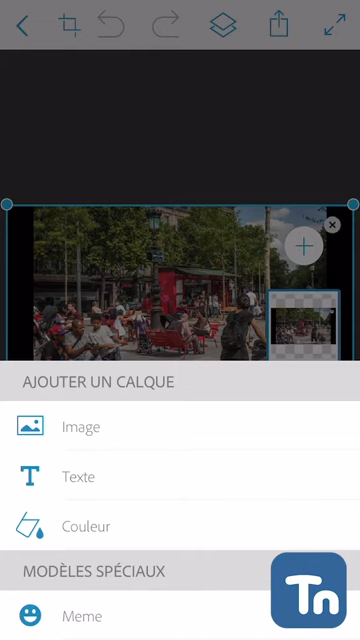 AJOUTER UN CALQUE
Image
Texte
Couleur
MODÈLES SPÉCIAUX
Meme
Tn